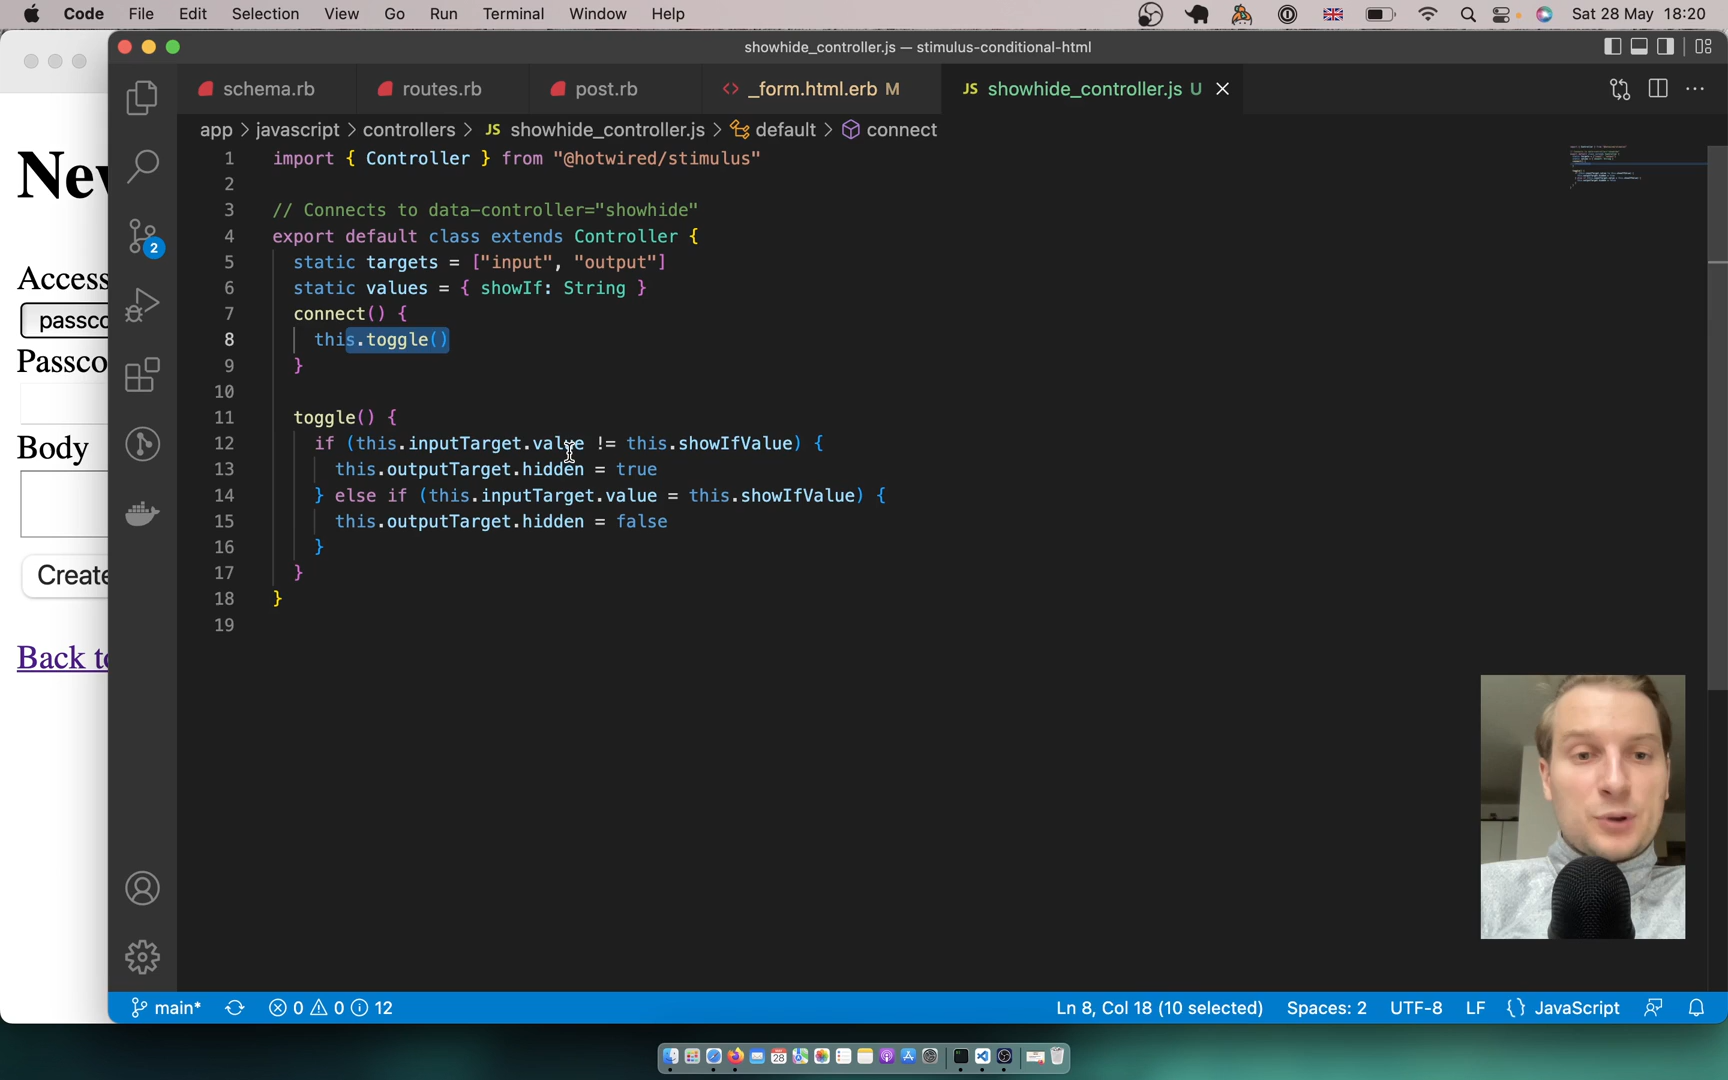 Code File Edit Selection View Go Run Terminal Window Help Sat 28 May 18:20
showhide_controller.js — stimulus-conditional-html
schema.rb routes.rb post.rb <> _form.html.erb M JS showhide_controller.js U
app > javascript > controllers > JS showhide_controller.js > default > connect
1 import { Controller } from "@hotwired/stimulus"
2
3 // Connects to data-controller="showhide"
4 export default class extends Controller {
5 static targets = ["input", "output"]
6 static values = { showIf: String }
7 connect() {
8 this.toggle()
9 }
10
11 toggle() {
12 if (this.inputTarget.value != this.showIfValue) {
13 this.outputTarget.hidden = true
14 } else if (this.inputTarget.value = this.showIfValue) {
15 this.outputTarget.hidden = false
16 }
17 }
18 }
19
2
Nev
Access
passco
Passco
Body
Create
Back to
main* 0 0 12 Ln 8, Col 18 (10 selected) Spaces: 2 UTF-8 LF {} JavaScript
28